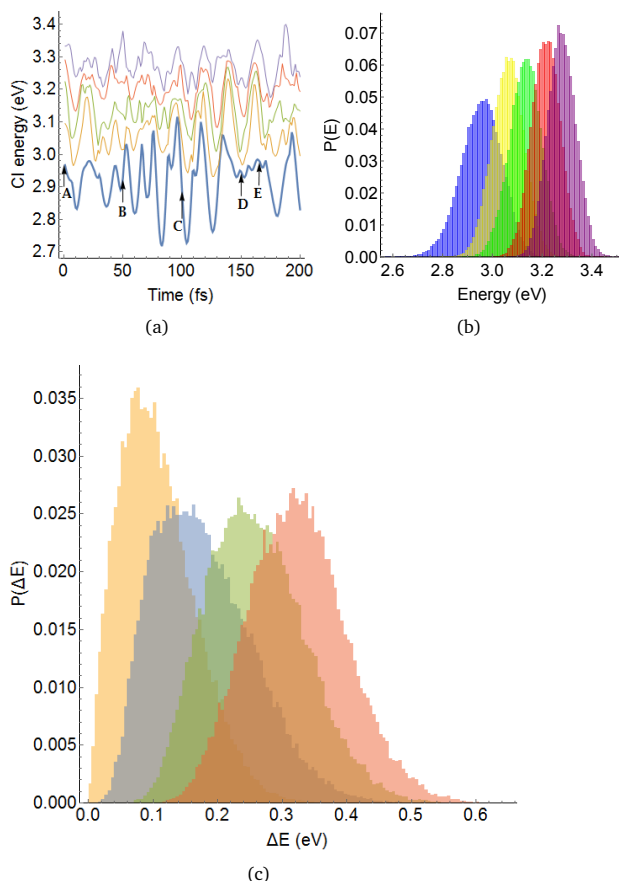 3.4
3.3
3.2
3.1
3.0
2.9
2.8
2.7
CI energy (eV)
A
B
C
D
E
0 50 100 150 200
Time (fs)
(a)
0.07
0.06
0.05
0.04
0.03
0.02
0.01
0.00
P(E)
2.6 2.8 3.0 3.2 3.4
Energy (eV)
(b)
0.035
0.030
0.025
0.020
0.015
0.010
0.005
0.000
P(ΔE)
0.0 0.1 0.2 0.3 0.4 0.5 0.6
ΔE (eV)
(c)